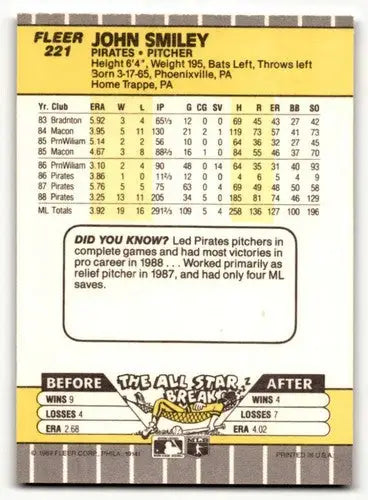 FLEER
221
JOHN SMILEY
PIRATES • PITCHER
Height 6'4", Weight 195, Bats Left, Throws left
Born 3-17-65, Phoenixville, PA
Home Trappe, PA
Yr. Club ERA W L IP G CG SV H R ER BB SO
83 Bradnton 5.92 3 4 65⅓ 12 0 0 69 45 43 27 42
84 Macon 3.95 5 11 130 21 2 1 119 73 57 41 73
85 PrnWiliam 5.14 2 2 56 10 0 0 64 36 32 27 45
85 Macon 4.67 3 8 88⅔ 16 1 0 84 55 46 37 70
86 PrnWiliam 3.10 2 4 90 48 0 14 64 35 31 40 93
86 Pirates 3.86 1 0 11⅔ 12 0 0 4 6 5 4 9
87 Pirates 5.76 5 5 75 63 0 4 69 49 48 50 58
88 Pirates 3.25 13 11 205 34 5 0 185 81 74 46 129
ML Totals 3.92 19 16 291⅔ 109 5 4 258 136 127 100 196
DID YOU KNOW? Led Pirates pitchers in
complete games and had most victories in
pro career in 1988 . . . Worked primarily as
relief pitcher in 1987, and had only four ML
saves.
BEFORE THE ALL STAR BREAK AFTER
WINS 9 WINS 4
LOSSES 4 LOSSES 7
ERA 2.68 ERA 4.02
© 1989 FLEER CORP., PHILA. 19141 PRINTED IN U.S.A.